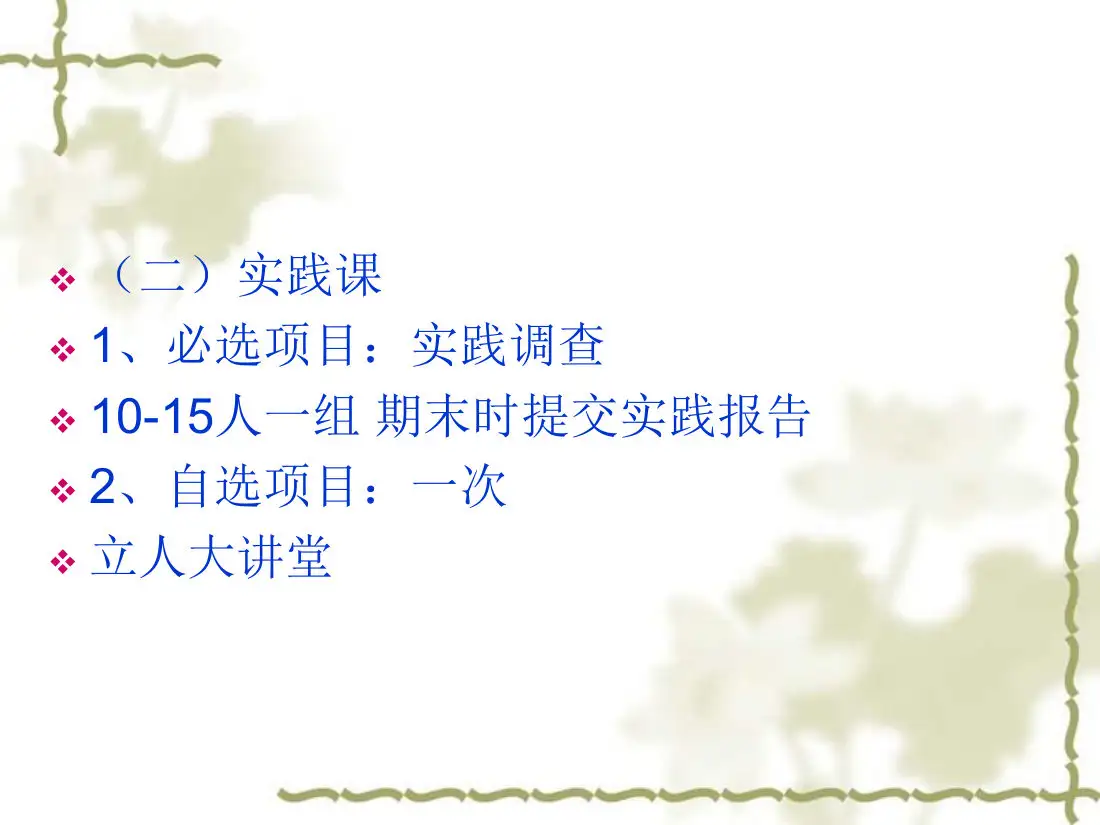 （二）实践课
1、必选项目：实践调查
10-15人一组 期末时提交实践报告
2、自选项目：一次
立人大讲堂